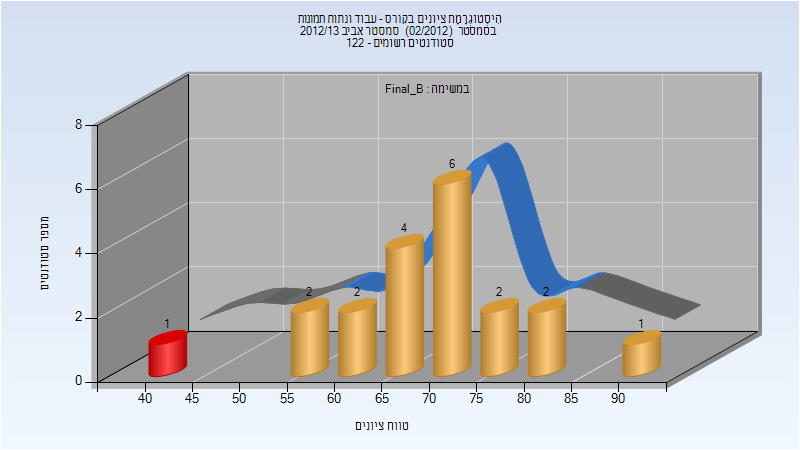 היסטוגרמת ציונים בקורס - עבוד ונתוח תמונות
בסמסטר (02/2012) סמסטר אביב 2012/13
סטודנטים רשומים - 122
במשימה : Final_B
מספר סטודנטים
8
6
4
2
0
1
2
2
4
6
2
2
1
40 45 50 55 60 65 70 75 80 85 90
טווח ציונים